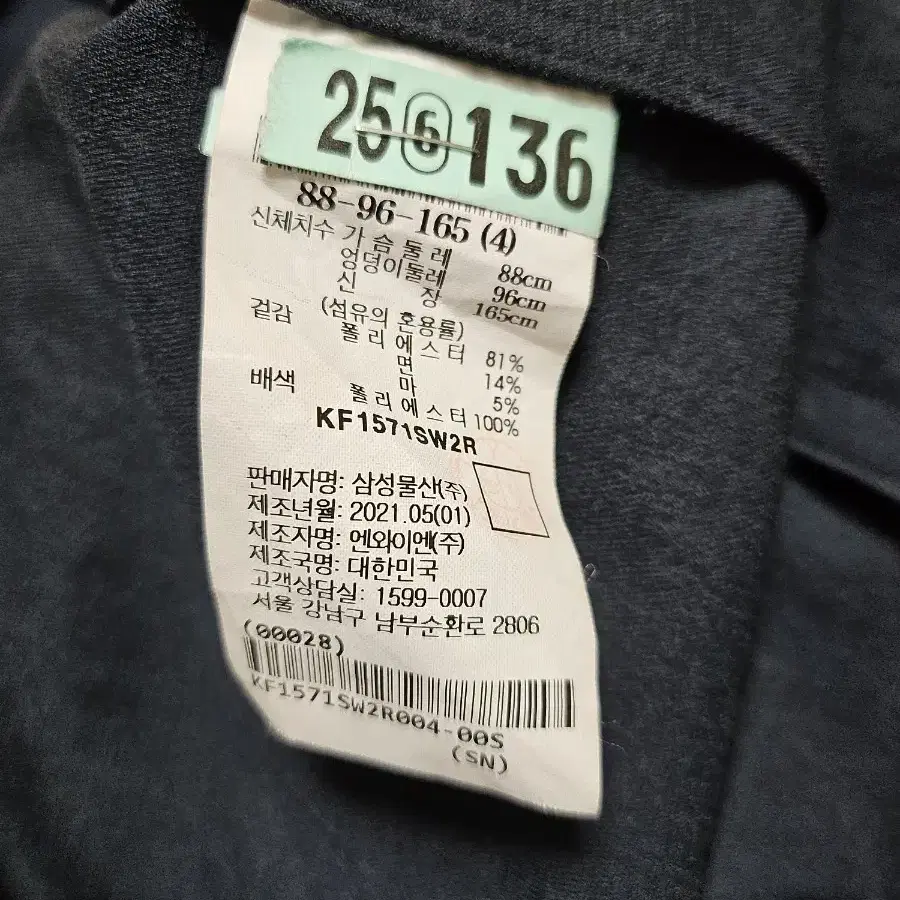 25 6 136
88-96-165 (4)
신체치수 가슴둘레 88cm
엉덩이둘레 96cm
신 장 165cm
(섬유의 혼용률)
겉감 폴리에스터 81%
면 14%
마 5%
배색 폴리에스터 100%
KF1571SW2R
판매자명: 삼성물산(주)
제조년월: 2021.05(01)
제조자명: 엔와이엔(주)
제조국명: 대한민국
고객상담실: 1599-0007
서울 강남구 남부순환로 2806
(00028)
KF1571SW2R004-00S
(SN)